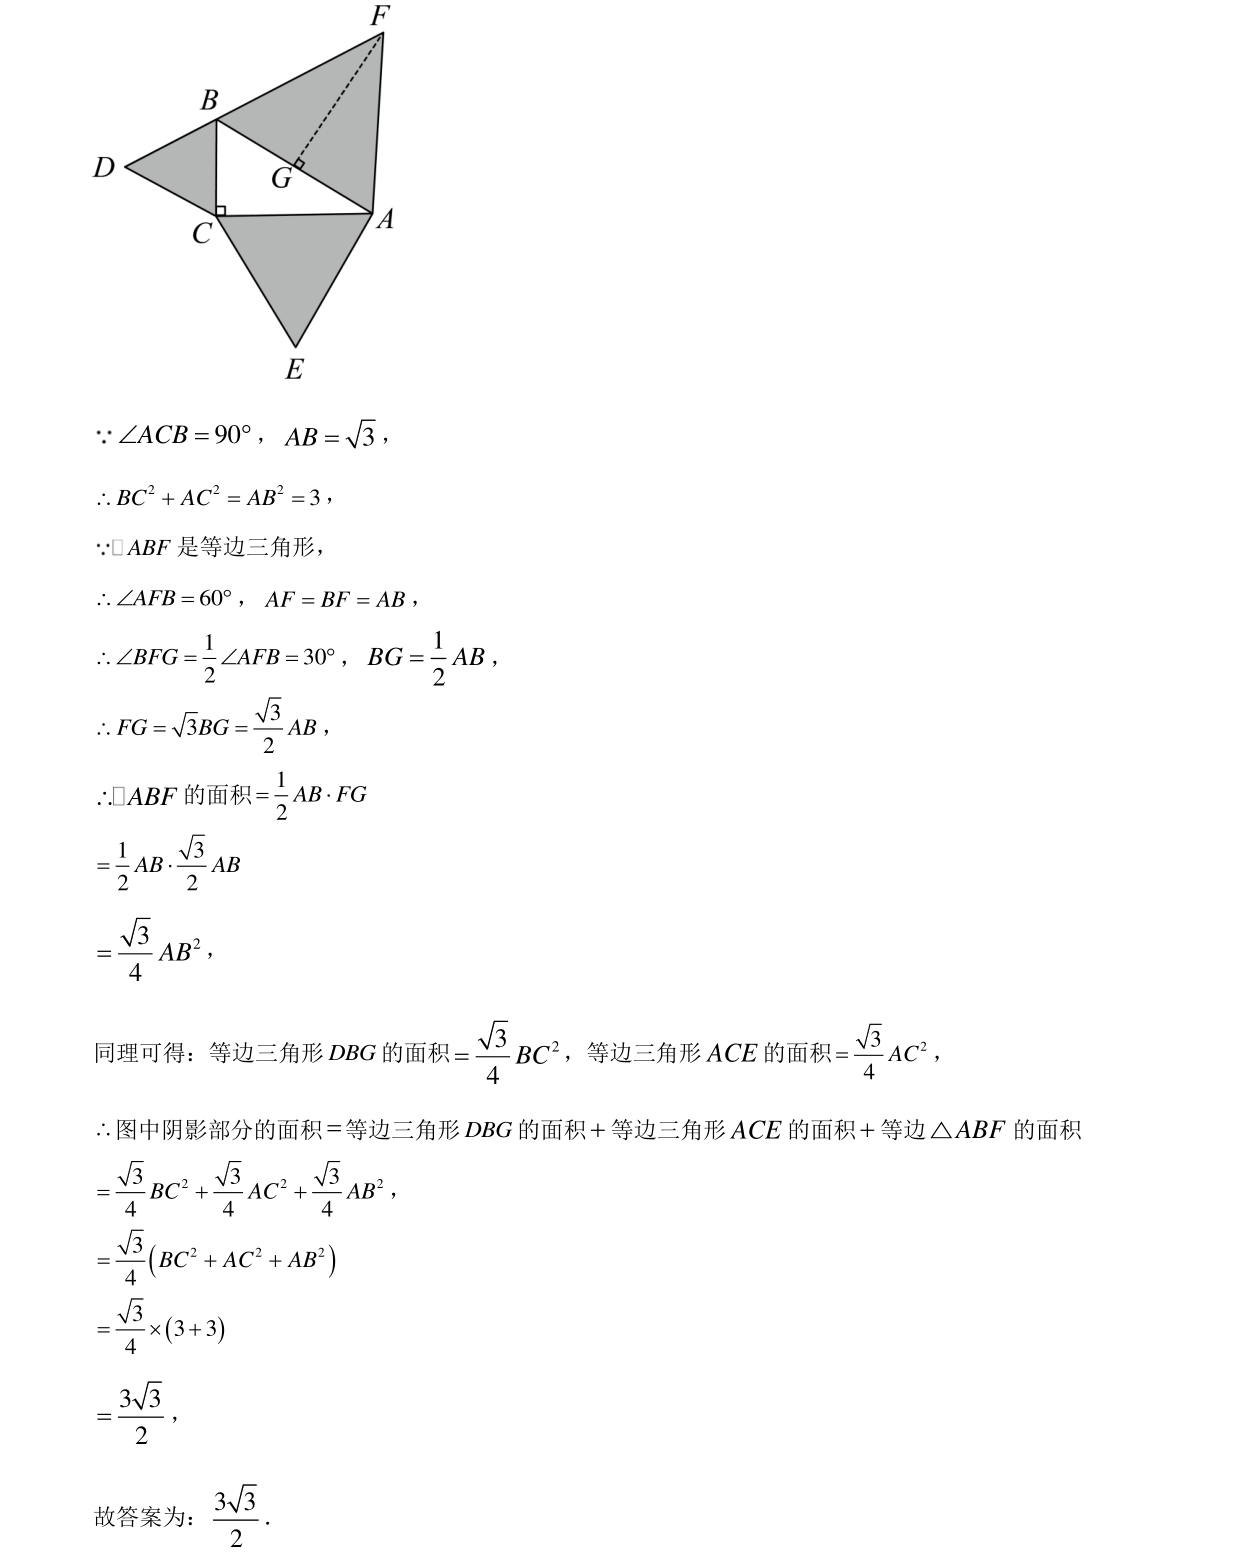 F
B
D
G
A
C
E
∵∠ACB = 90°，AB = √3，
∴BC² + AC² = AB² = 3，
∵□ABF 是等边三角形，
∴∠AFB = 60°，AF = BF = AB，
∴∠BFG = 1/2 ∠AFB = 30°，BG = 1/2 AB，
∴FG = √3BG = √3/2 AB，
∴□ABF 的面积 = 1/2 AB · FG
= 1/2 AB · √3/2 AB
= √3/4 AB²，
同理可得：等边三角形 DBG 的面积 = √3/4 BC²，等边三角形 ACE 的面积 = √3/4 AC²，
∴图中阴影部分的面积＝等边三角形 DBG 的面积 + 等边三角形 ACE 的面积 + 等边 △ABF 的面积
= √3/4 BC² + √3/4 AC² + √3/4 AB²，
= √3/4 (BC² + AC² + AB²)
= √3/4 × (3 + 3)
= 3√3/2，
故答案为：3√3/2．